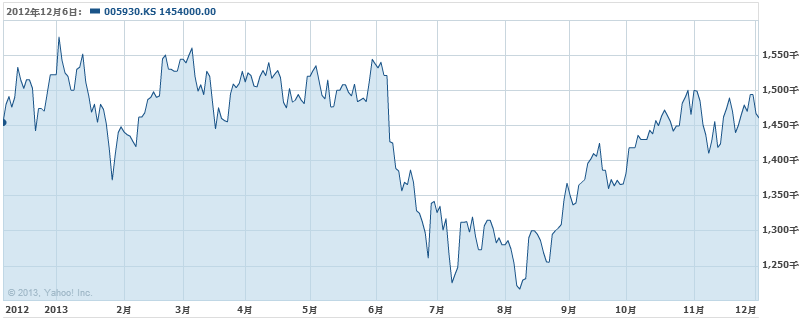 2012年12月6日: 005930.KS 1454000.00
1,550千
1,500千
1,450千
1,400千
1,350千
1,300千
1,250千
© 2013, Yahoo! Inc.
2012 2013 2月 3月 4月 5月 6月 7月 8月 9月 10月 11月 12月